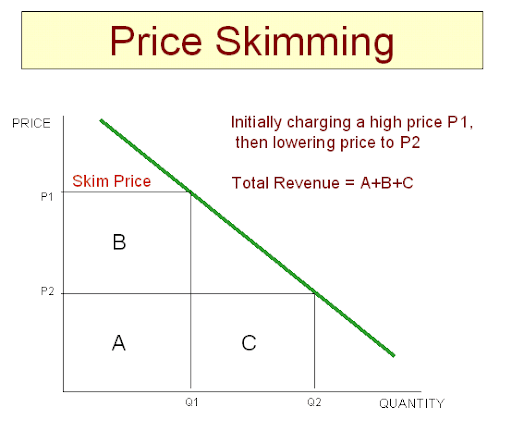 Price Skimming
PRICE
Initially charging a high price P1,
then lowering price to P2
Skim Price
Total Revenue = A+B+C
P1
B
P2
A
C
Q1
Q2
QUANTITY